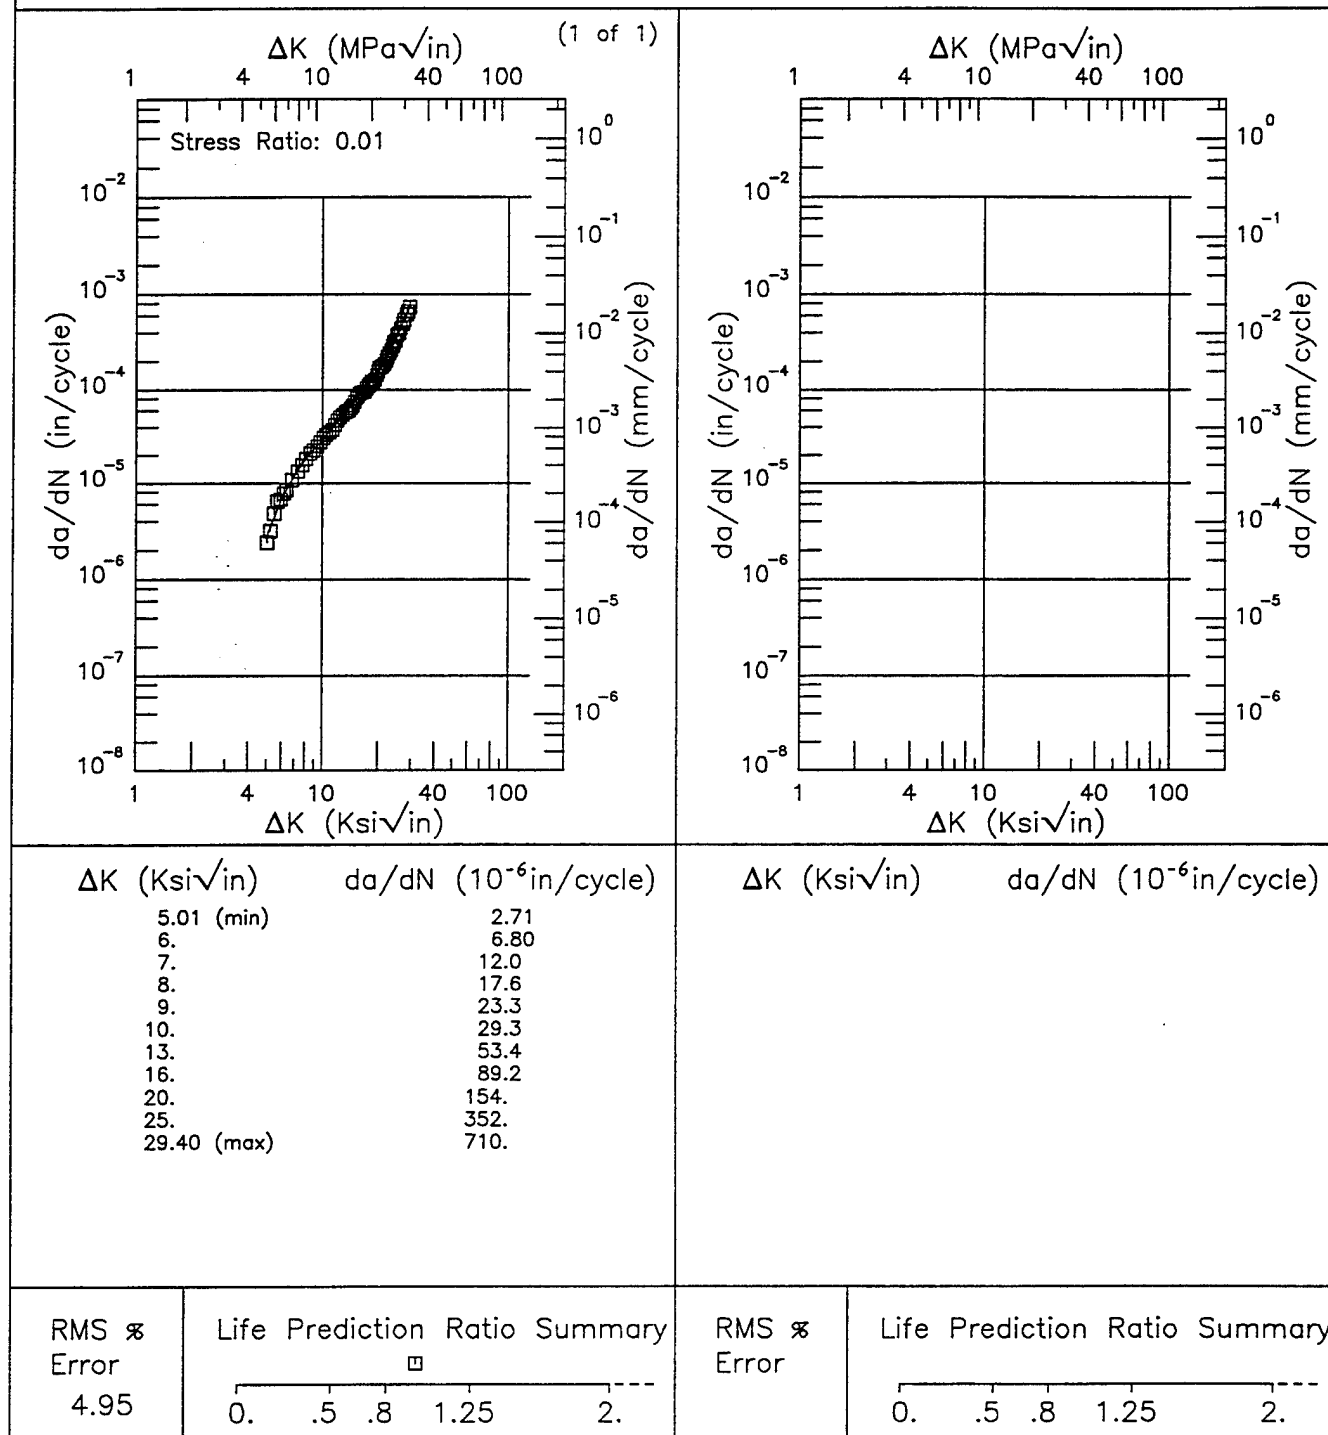 (1 of 1)
ΔK (MPa√in)
1 4 10 40 100
Stress Ratio: 0.01
da/dN (in/cycle)
10⁻²
10⁻³
10⁻⁴
10⁻⁵
10⁻⁶
10⁻⁷
10⁻⁸
10⁰
10⁻¹
10⁻²
10⁻³
10⁻⁴
10⁻⁵
10⁻⁶
da/dN (mm/cycle)
1 4 10 40 100
ΔK (Ksi√in)
ΔK (MPa√in)
1 4 10 40 100
da/dN (in/cycle)
10⁻²
10⁻³
10⁻⁴
10⁻⁵
10⁻⁶
10⁻⁷
10⁻⁸
10⁰
10⁻¹
10⁻²
10⁻³
10⁻⁴
10⁻⁵
10⁻⁶
da/dN (mm/cycle)
1 4 10 40 100
ΔK (Ksi√in)
ΔK (Ksi√in) da/dN (10⁻⁶in/cycle)
5.01 (min) 2.71
6. 6.80
7. 12.0
8. 17.6
9. 23.3
10. 29.3
13. 53.4
16. 89.2
20. 154.
25. 352.
29.40 (max) 710.
ΔK (Ksi√in) da/dN (10⁻⁶in/cycle)
RMS %
Error
4.95
Life Prediction Ratio Summary
0. .5 .8 1.25 2.
RMS %
Error
Life Prediction Ratio Summary
0. .5 .8 1.25 2.